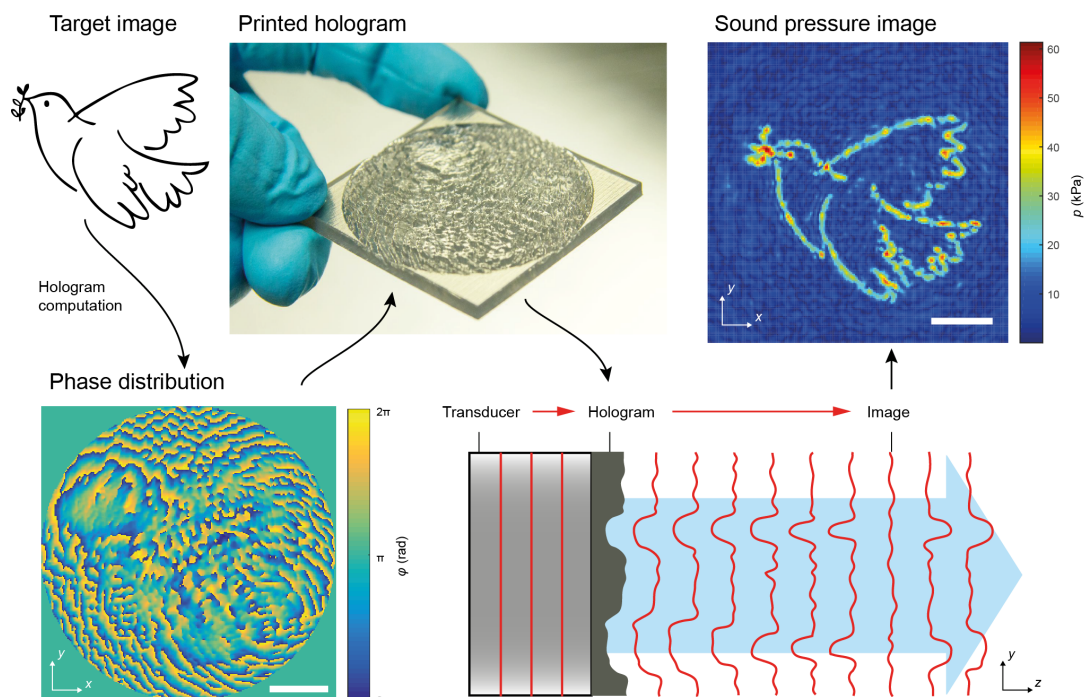 Target image
Printed hologram
Sound pressure image
Hologram
computation
60
50
40
30
20
10
p (kPa)
y
x
Phase distribution
2π
π
φ (rad)
y
x
Transducer
Hologram
Image
y
z